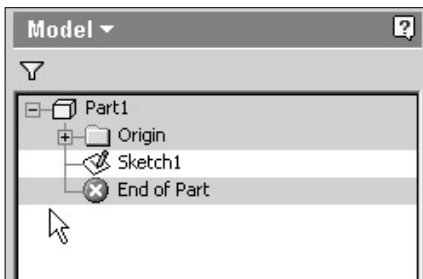 Model
Part1
Origin
Sketch1
End of Part